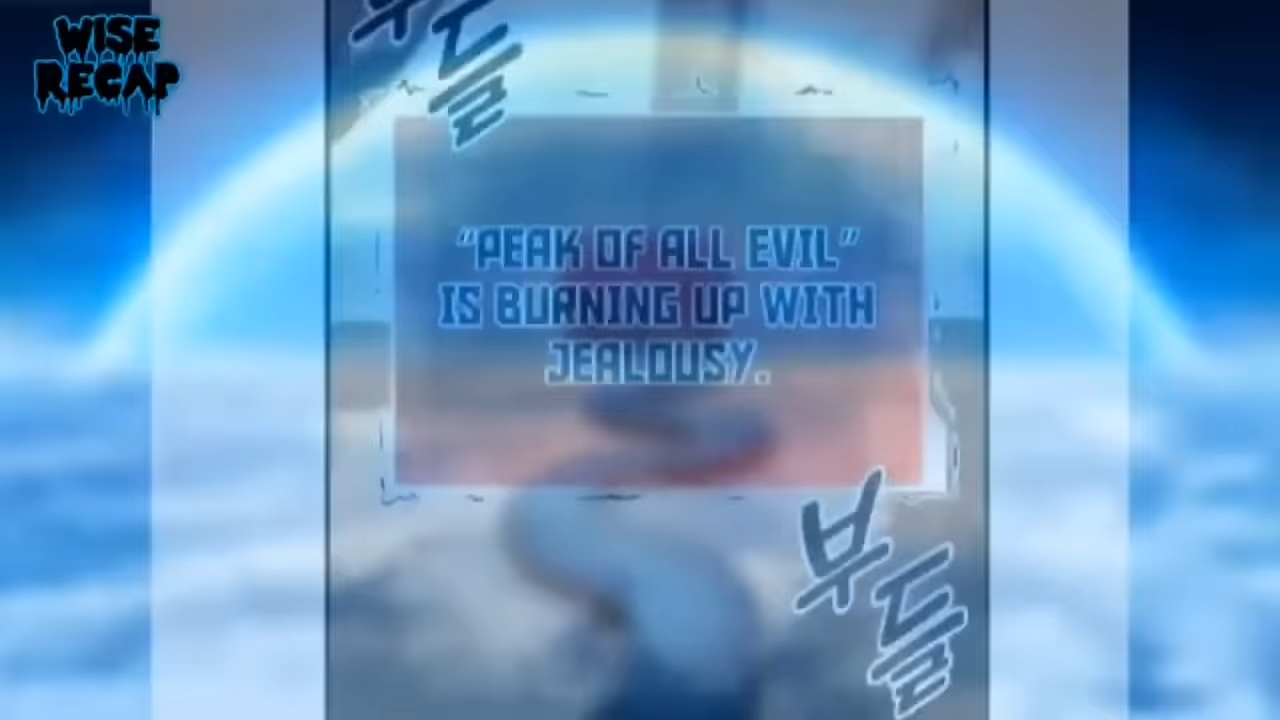 WISE
RECAP
부들
"PEAK OF ALL EVIL"
IS BURNING UP WITH
JEALOUSY.
부들